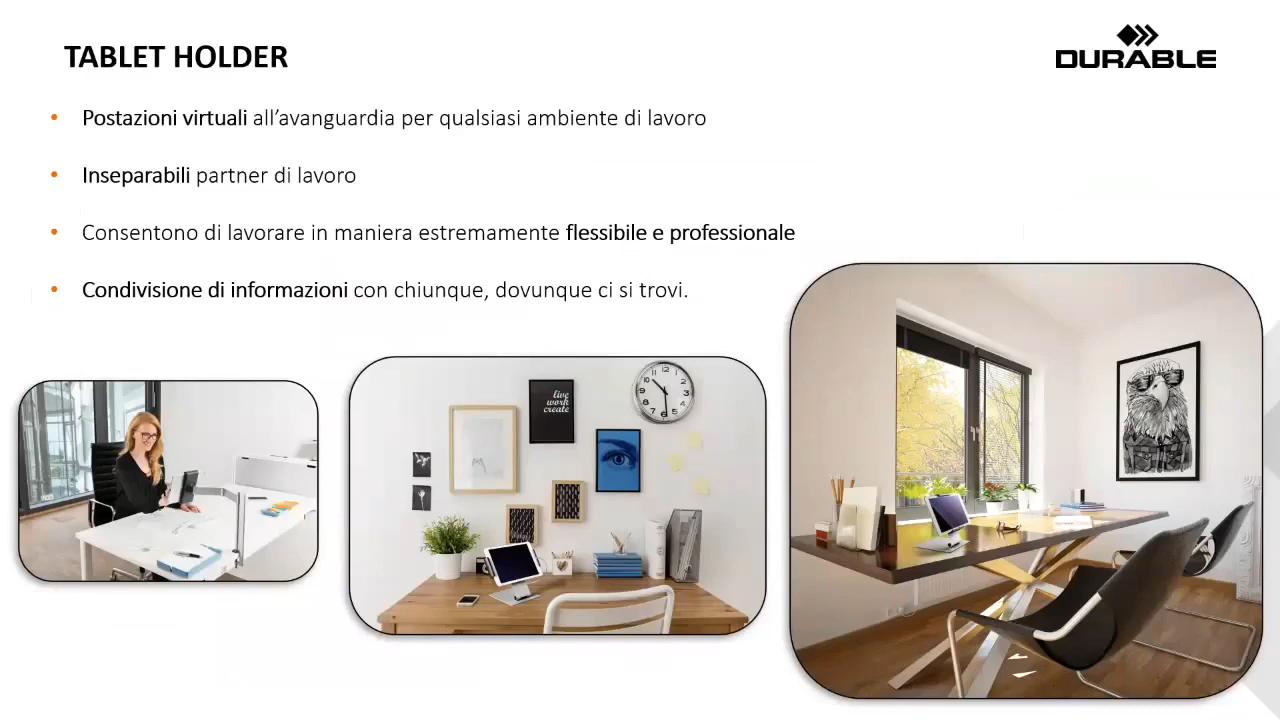 TABLET HOLDER
DURABLE
Postazioni virtuali all’avanguardia per qualsiasi ambiente di lavoro
Inseparabili partner di lavoro
Consentono di lavorare in maniera estremamente flessibile e professionale
Condivisione di informazioni con chiunque, dovunque ci si trovi.
live
work
create